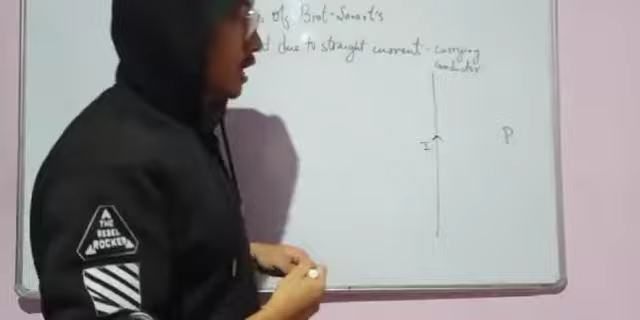 of Biot-Savart's
due to straight current-carrying
conductor
I
P
THE
REBEL
ROCKER